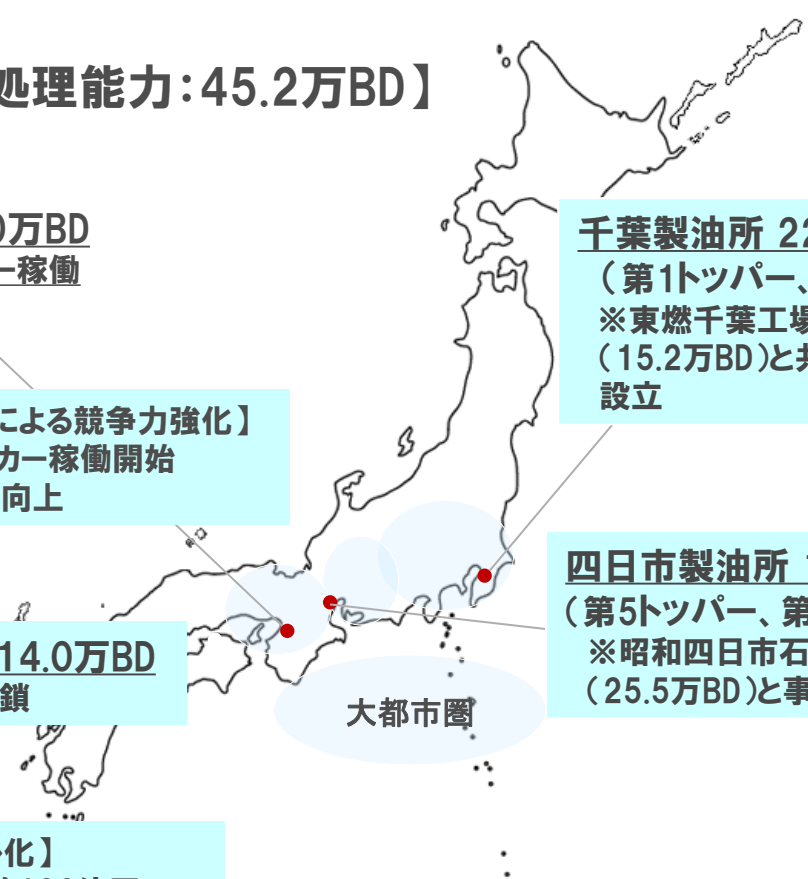 処理能力：45.2万BD】
0万BD
ー稼働
千葉製油所 22
（第1トッパー、
※東燃千葉工場
（15.2万BD）と共
設立
による競争力強化】
カー稼働開始
向上
四日市製油所 1
（第5トッパー、第
※昭和四日市石
（25.5万BD）と事
14.0万BD
鎖
大都市圏
化】